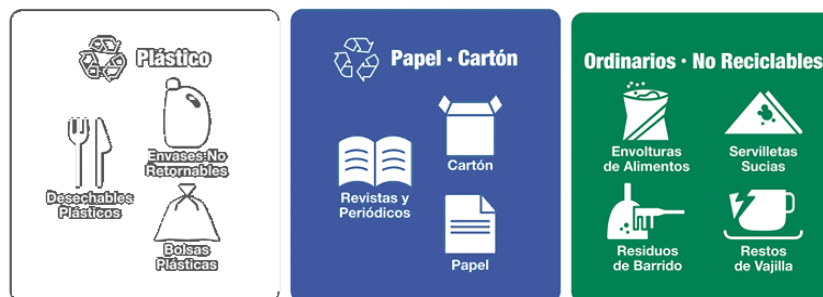 Plástico
Envases No
Retornables
Desechables
Plásticos
Bolsas
Plásticas
Papel • Cartón
Cartón
Revistas y
Periódicos
Papel
Ordinarios • No Reciclables
Envolturas
de Alimentos
Servilletas
Sucias
Residuos
de Barrido
Restos
de Vajilla